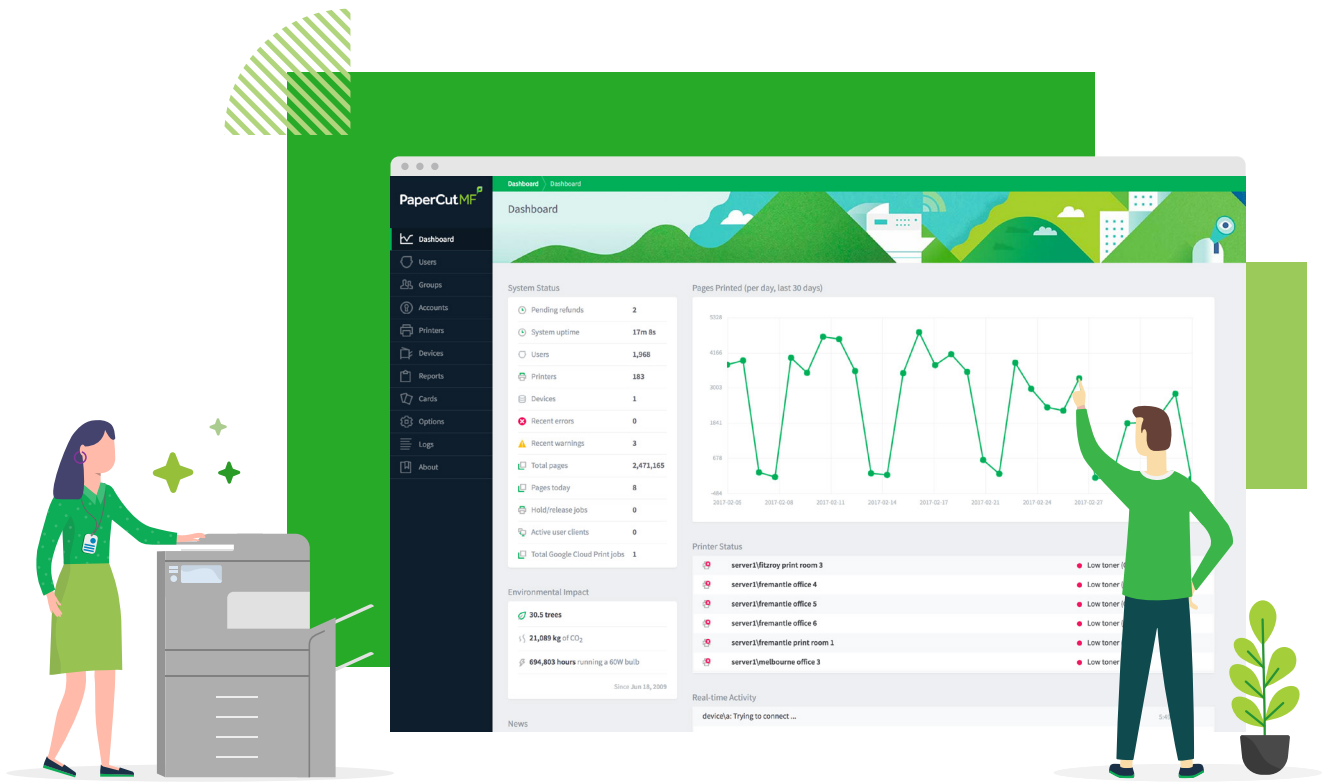 PaperCutMF
Dashboard
Users
Groups
Accounts
Printers
Devices
Reports
Cards
Options
Logs
About
Dashboard Dashboard
Dashboard
System Status
Pending refunds 2
System uptime 17m 8s
Users 1,968
Printers 183
Devices 1
Recent errors 0
Recent warnings 3
Total pages 2,471,165
Pages today 8
Hold/release jobs 0
Active user clients 0
Total Google Cloud Print jobs 1
Environmental Impact
30.5 trees
21,089 kg of CO2
694,803 hours running a 60W bulb
Since Jun 18, 2009
News
Pages Printed (per day, last 30 days)
5328
4166
3003
1841
678
-484
2017-02-05 2017-02-08 2017-02-11 2017-02-14 2017-02-17 2017-02-21 2017-02-24 2017-02-27
Printer Status
server1\fitzroy print room 3 Low toner
server1\fremantle office 4 Low toner
server1\fremantle office 5 Low toner
server1\fremantle office 6 Low toner
server1\fremantle print room 1 Low toner
server1\melbourne office 3 Low toner
Real-time Activity
device\a: Trying to connect ...